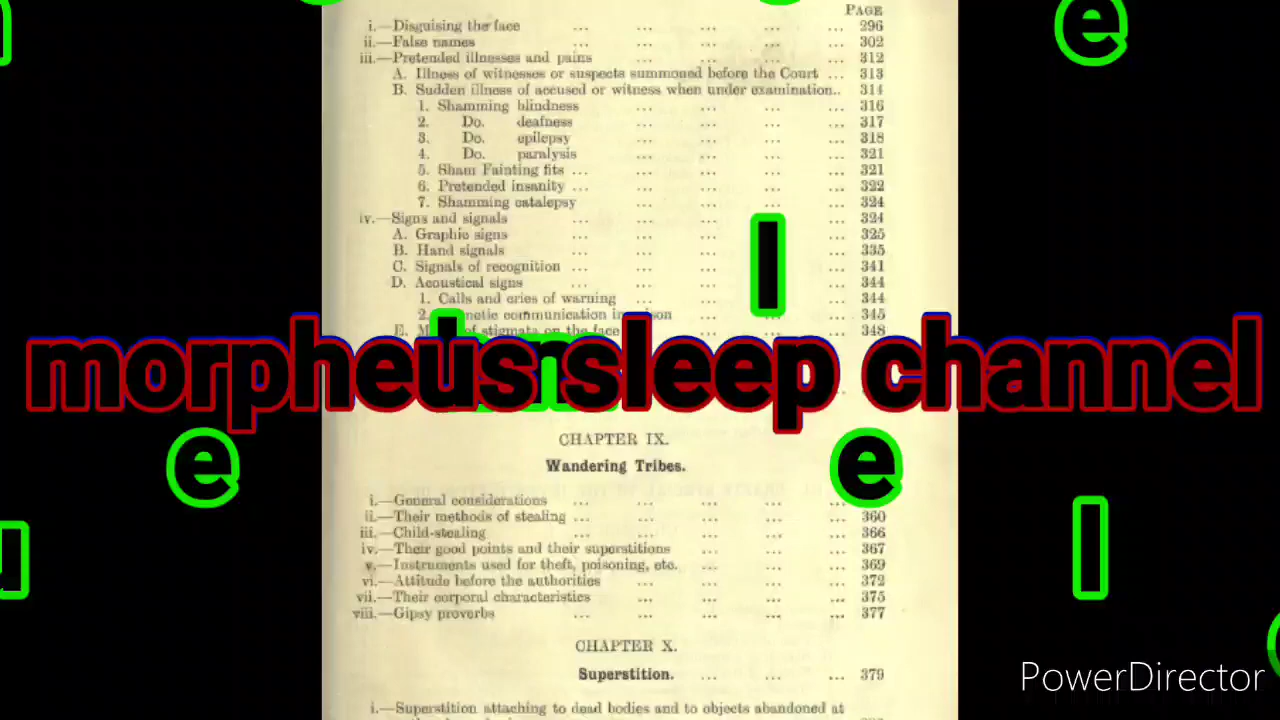 PAGE
i.—Disguising the face ... ... ... ... 296
ii.—False names ... ... ... ... 302
iii.—Pretended illnesses and pains ... ... ... 312
A. Illness of witnesses or suspects summoned before the Court ... 313
B. Sudden illness of accused or witness when under examination.. 314
1. Shamming blindness ... ... ... 316
2. Do. deafness ... ... ... 317
3. Do. epilepsy ... ... ... 318
4. Do. paralysis ... ... ... 321
5. Sham Fainting fits ... ... ... ... 321
6. Pretended insanity ... ... ... ... 322
7. Shamming catalepsy ... ... ... 324
iv.—Signs and signals ... ... ... ... 324
A. Graphic signs ... ... ... ... 325
B. Hand signals ... ... ... 335
C. Signals of recognition ... ... ... ... 341
D. Acoustical signs ... ... ... ... 344
1. Calls and cries of warning ... ... 344
2. communication in ... ... 345
E. of stigmata on the face ... 348
morpheus sleep channel
CHAPTER IX.
Wandering Tribes.
i.—General considerations ... ... ... ...
ii.—Their methods of stealing ... ... ... ... ... 360
iii.—Child-stealing ... ... ... ... ... 366
iv.—Their good points and their superstitions ... ... ... 367
v.—Instruments used for theft, poisoning, etc. ... ... ... 369
vi.—Attitude before the authorities ... ... ... ... 372
vii.—Their corporal characteristics ... ... ... ... 375
viii.—Gipsy proverbs ... ... ... ... 377
CHAPTER X.
Superstition. ... ... ... 379
i.—Superstition attaching to dead bodies and to objects abandoned at
e
l
e
e
l
PowerDirector